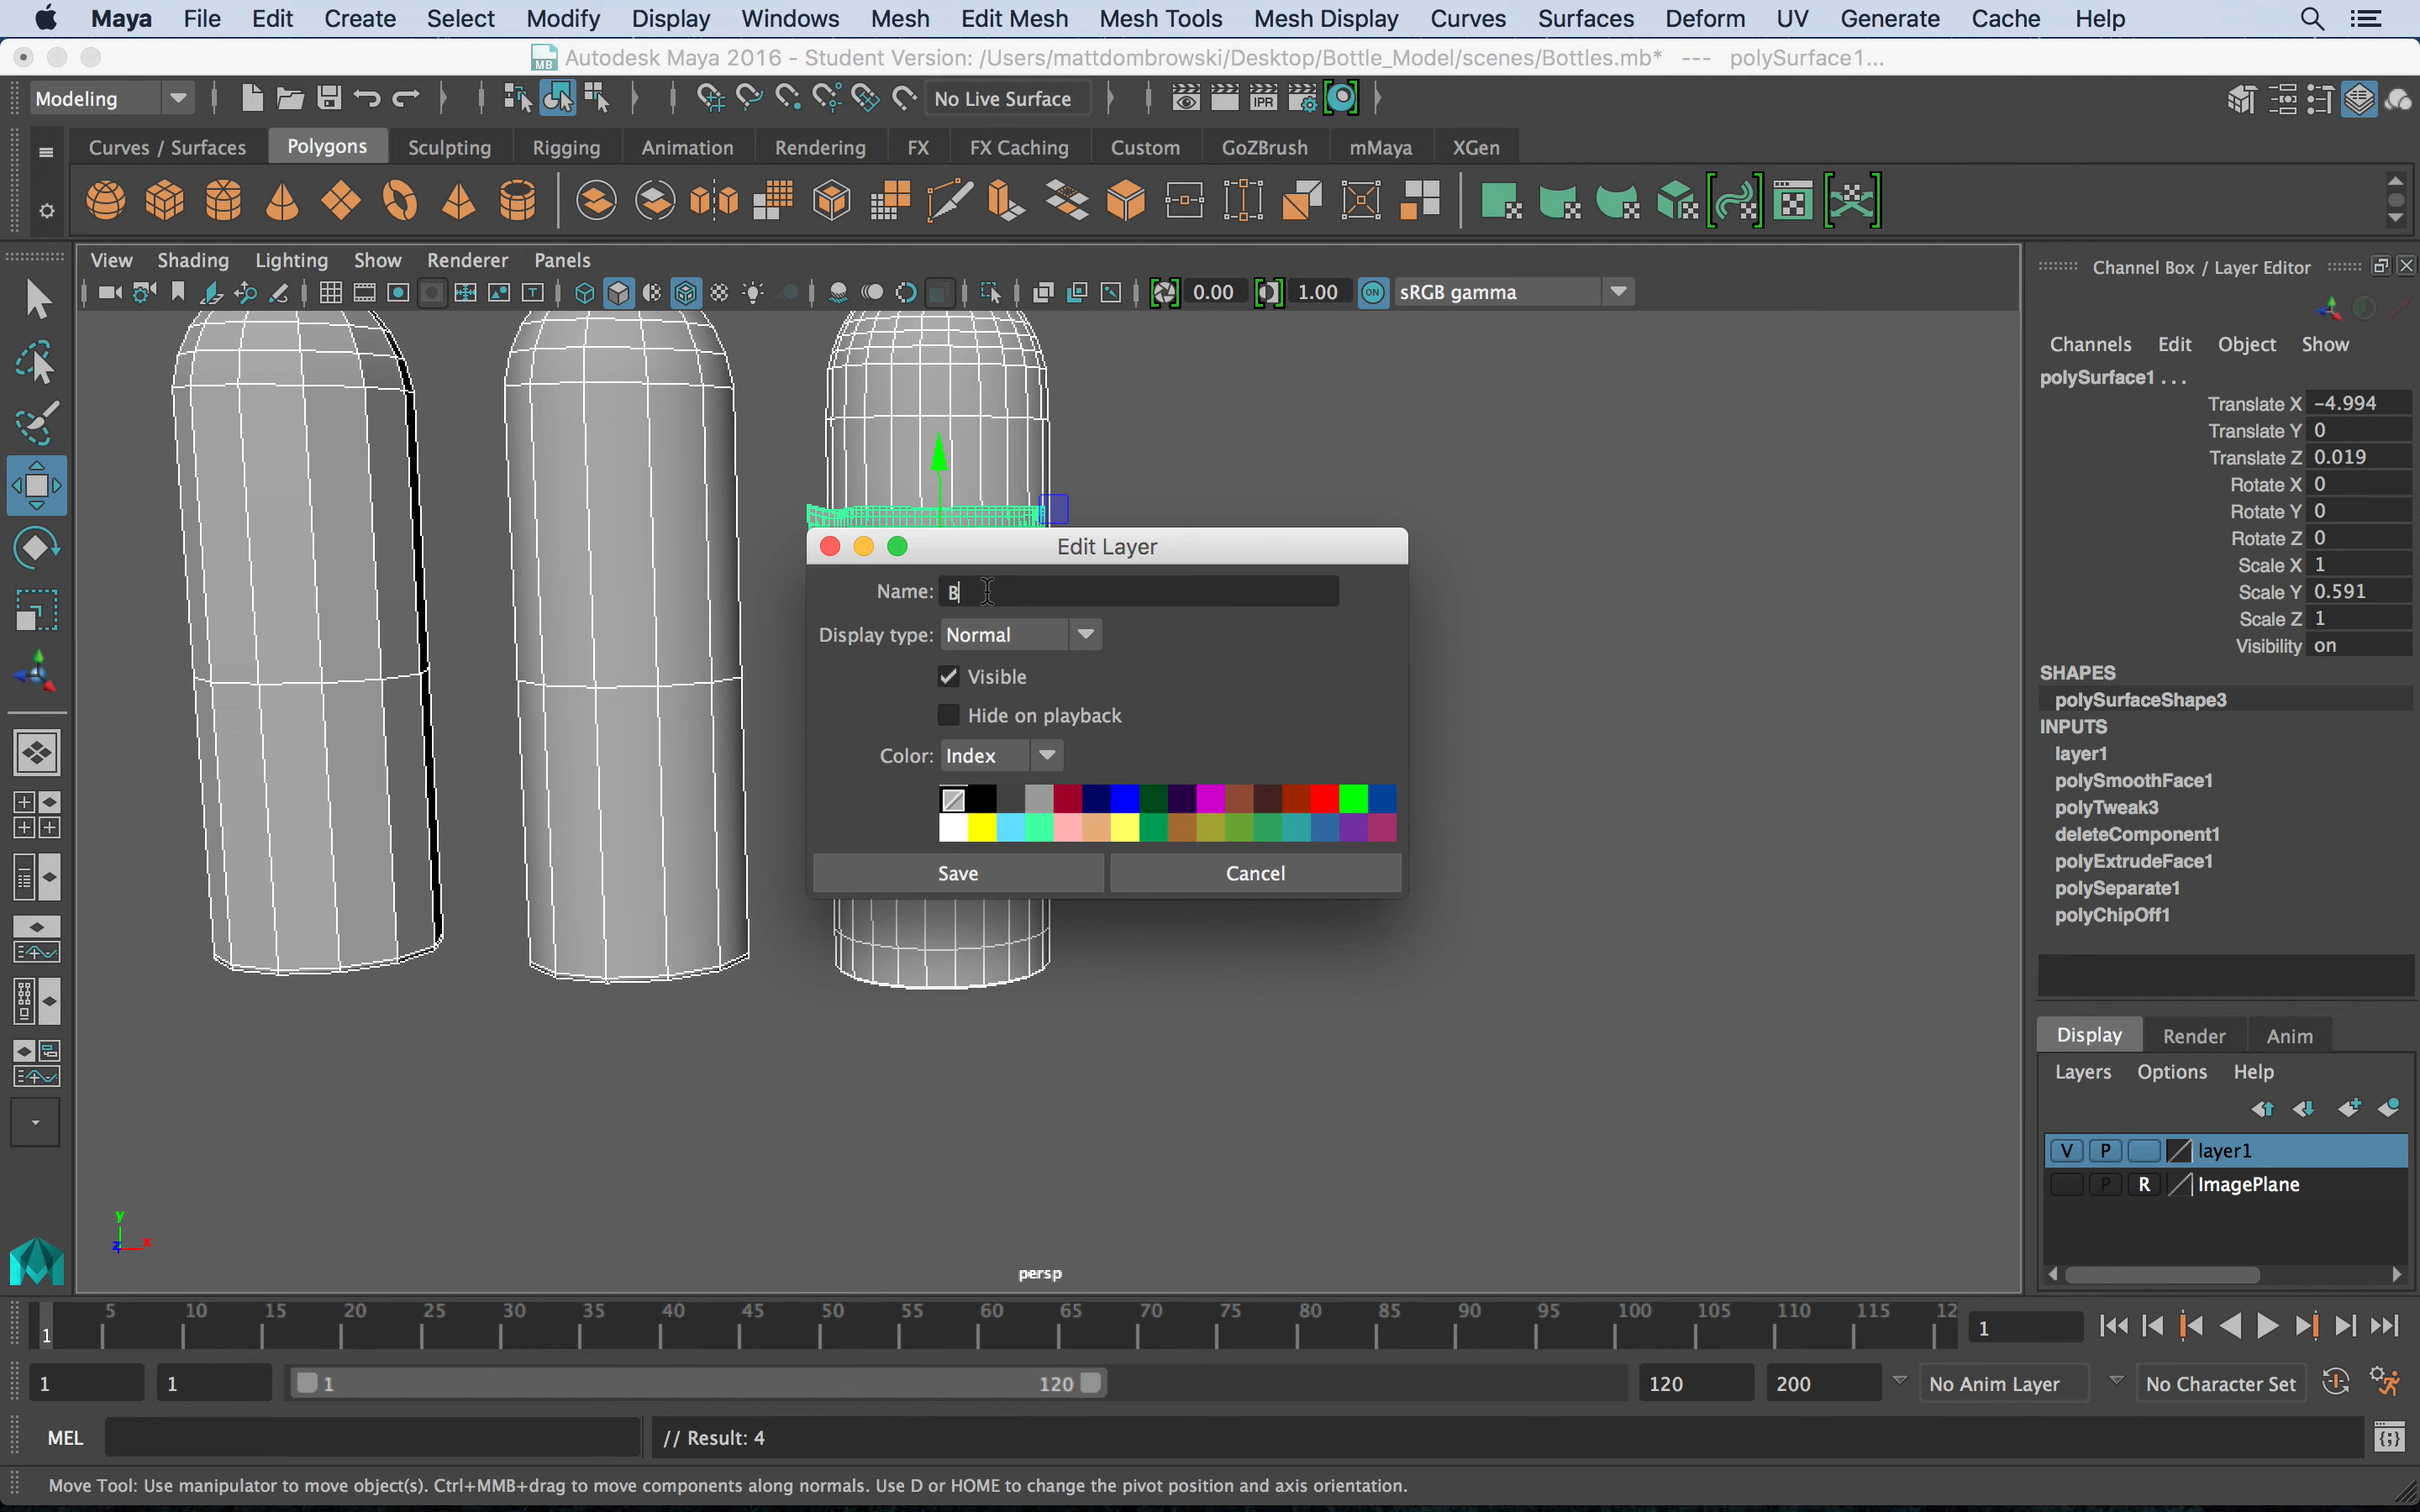 Maya File Edit Create Select Modify Display Windows Mesh Edit Mesh Mesh Tools Mesh Display Curves Surfaces Deform UV Generate Cache Help
MB Autodesk Maya 2016 - Student Version: /Users/mattdombrowski/Desktop/Bottle_Model/scenes/Bottles.mb* --- polySurface1...
Modeling No Live Surface IPR
Curves / Surfaces Polygons Sculpting Rigging Animation Rendering FX FX Caching Custom GoZBrush mMaya XGen
View Shading Lighting Show Renderer Panels
0.00 1.00 ON sRGB gamma
Channel Box / Layer Editor
Channels Edit Object Show
polySurface1 . . .
Translate X -4.994
Translate Y 0
Translate Z 0.019
Rotate X 0
Rotate Y 0
Rotate Z 0
Scale X 1
Scale Y 0.591
Scale Z 1
Visibility on
SHAPES
polySurfaceShape3
INPUTS
layer1
polySmoothFace1
polyTweak3
deleteComponent1
polyExtrudeFace1
polySeparate1
polyChipOff1
Edit Layer
Name: B
Display type: Normal
Visible
Hide on playback
Color: Index
Save Cancel
Display Render Anim
Layers Options Help
V P layer1
P R ImagePlane
y
z x
persp
1 5 10 15 20 25 30 35 40 45 50 55 60 65 70 75 80 85 90 95 100 105 110 115 12 1
1 1 1 120 120 200 No Anim Layer No Character Set
MEL // Result: 4
Move Tool: Use manipulator to move object(s). Ctrl+MMB+drag to move components along normals. Use D or HOME to change the pivot position and axis orientation.